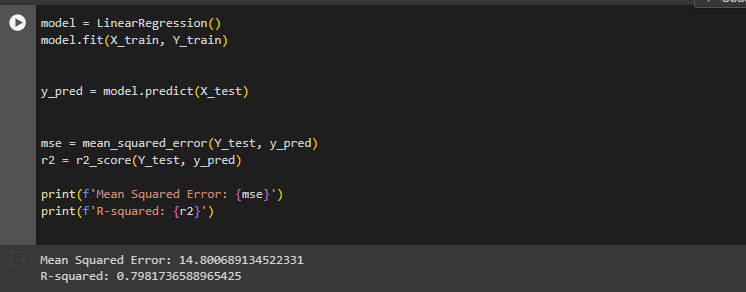 model = LinearRegression()
model.fit(X_train, Y_train)
y_pred = model.predict(X_test)
mse = mean_squared_error(Y_test, y_pred)
r2 = r2_score(Y_test, y_pred)
print(f'Mean Squared Error: {mse}')
print(f'R-squared: {r2}')
Mean Squared Error: 14.800689134522331
R-squared: 0.7981736588965425